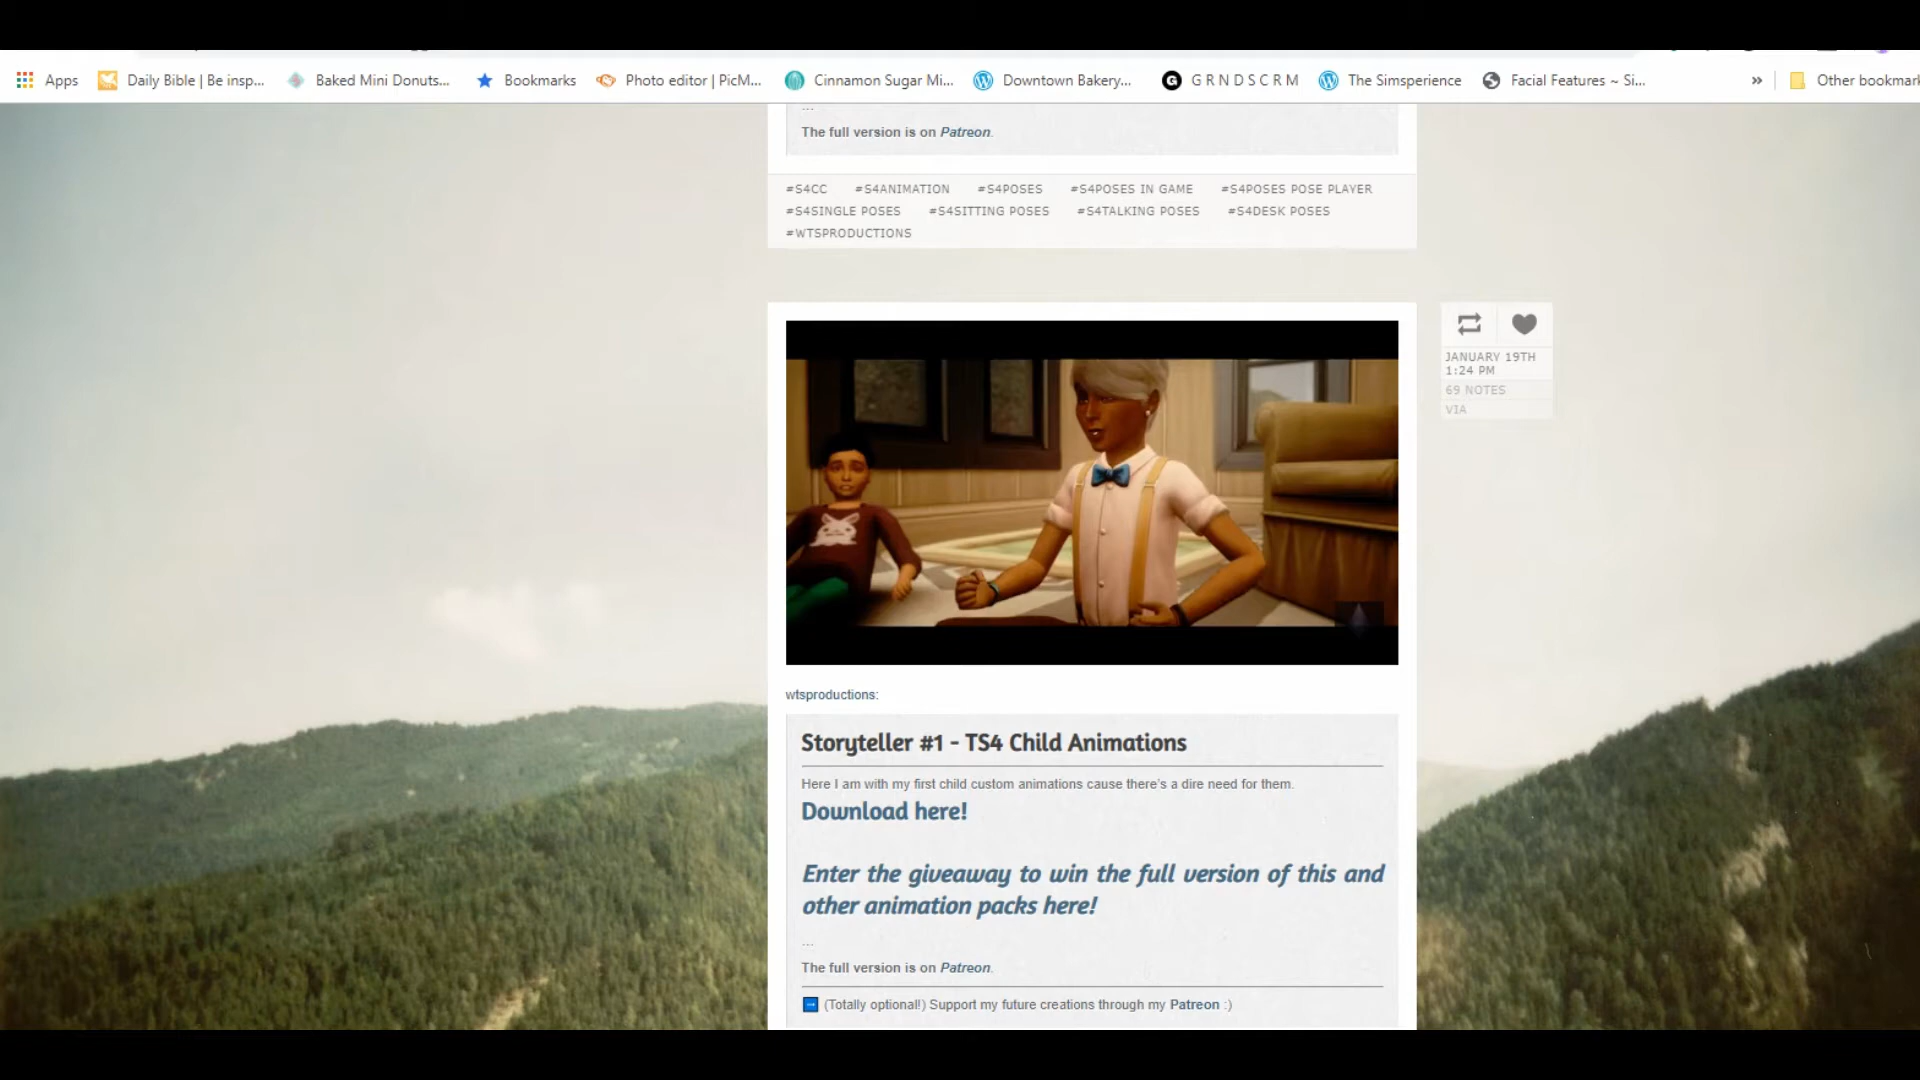 Apps Daily Bible | Be insp... Baked Mini Donuts... Bookmarks Photo editor | PicM... Cinnamon Sugar Mi... Downtown Bakery... G R N D S C R M The Simsperience Facial Features ~ Si... » Other bookmark
...
The full version is on Patreon.
#S4CC #S4ANIMATION #S4POSES #S4POSES IN GAME #S4POSES POSE PLAYER
#S4SINGLE POSES #S4SITTING POSES #S4TALKING POSES #S4DESK POSES
#WTSPRODUCTIONS
JANUARY 19TH
1:24 PM
69 NOTES
VIA
wtsproductions:
Storyteller #1 - TS4 Child Animations
Here I am with my first child custom animations cause there's a dire need for them.
Download here!
Enter the giveaway to win the full version of this and
other animation packs here!
...
The full version is on Patreon.
(Totally optional!) Support my future creations through my Patreon :)